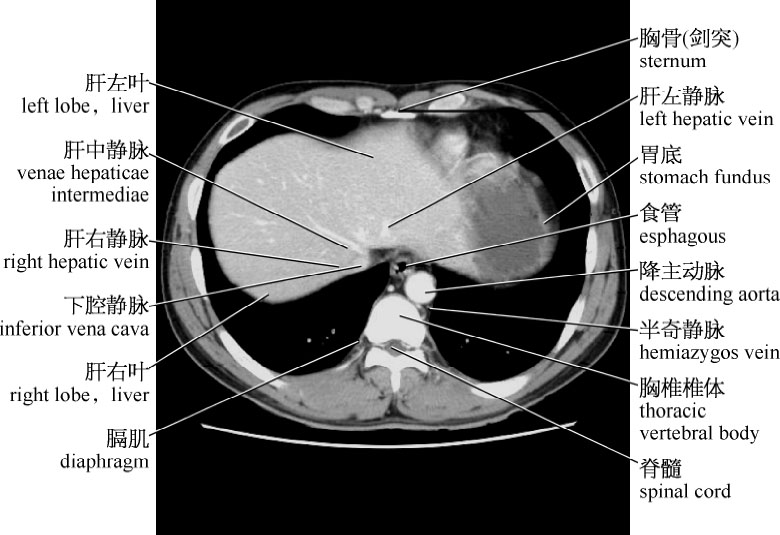 肝左叶
left lobe，liver
肝中静脉
venae hepaticae
intermediae
肝右静脉
right hepatic vein
下腔静脉
inferior vena cava
肝右叶
right lobe，liver
膈肌
diaphragm
胸骨(剑突)
sternum
肝左静脉
left hepatic vein
胃底
stomach fundus
食管
esphagous
降主动脉
descending aorta
半奇静脉
hemiazygos vein
胸椎椎体
thoracic
vertebral body
脊髓
spinal cord